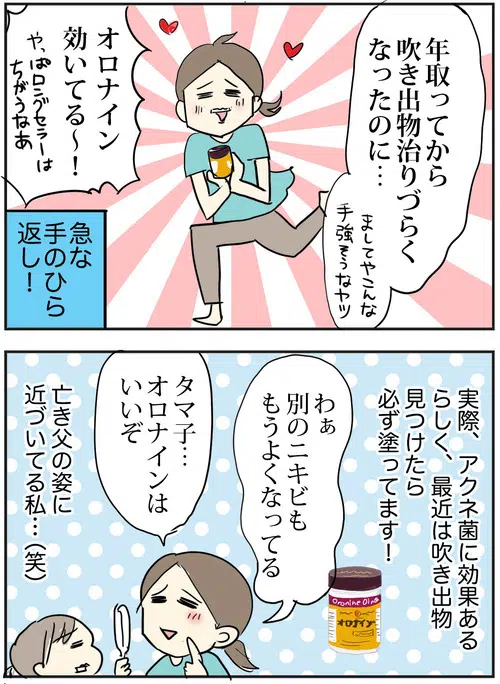 年取ってから
吹き出物治りづらく
なったのに…
ましてやこんな
手強そうなヤツ
オロナイン
効いてる〜！
やっぱロングセラーは
ちがうなあ
急な
手のひら
返し！
実際、アクネ菌に効果ある
らしく、最近は吹き出物
見つけたら
必ず塗ってます！
Oronine
オロナイン
わぁ
別のニキビも
もうよくなってる
タマ子…
オロナインは
いいぞ
亡き父の姿に
近づいてる私…（笑）